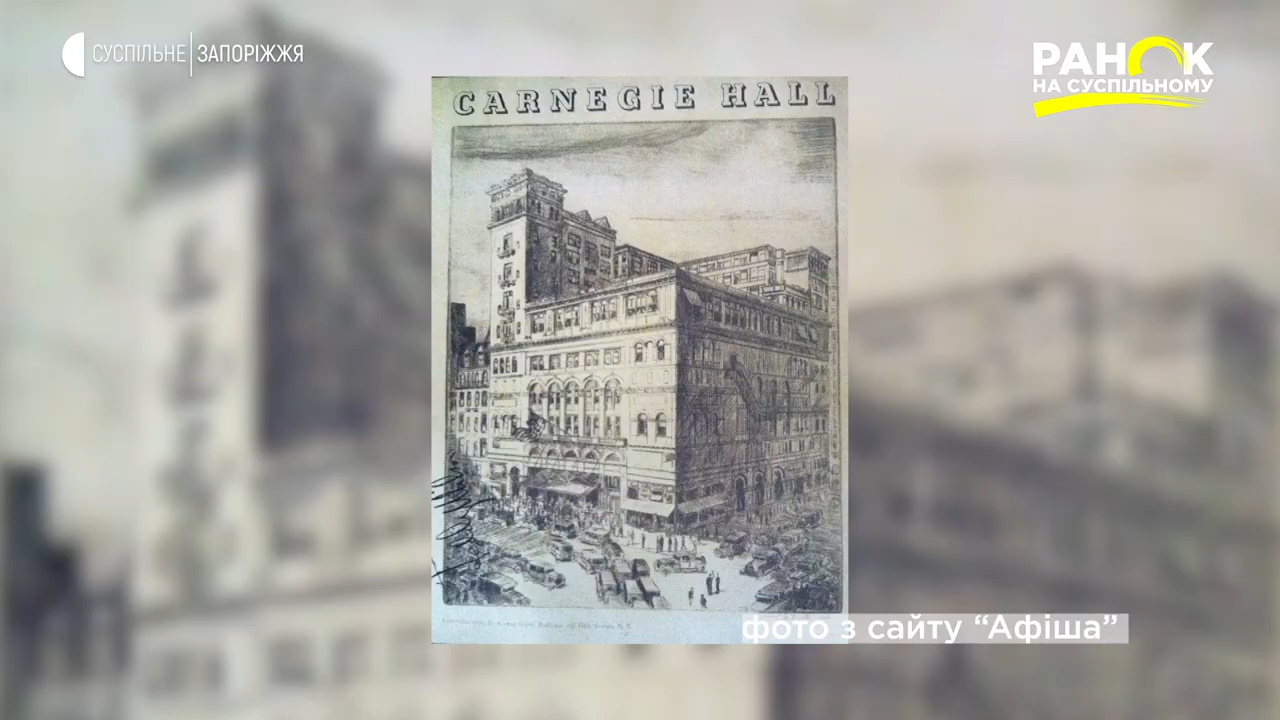 СУСПІЛЬНЕ ЗАПОРІЖЖЯ
РАНОК
НА СУСПІЛЬНОМУ
CARNEGIE HALL
фото з сайту “Афіша”